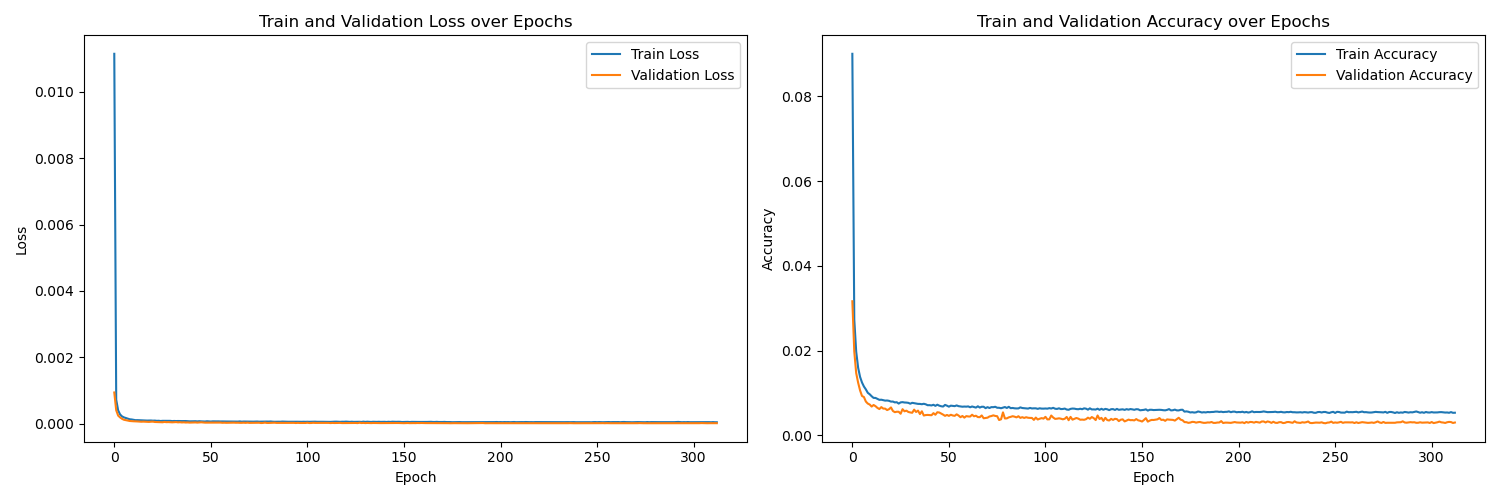 Train and Validation Loss over Epochs
Train Loss
Validation Loss
0.010
0.008
0.006
0.004
0.002
0.000
Loss
0
50
100
150
200
250
300
Epoch
Train and Validation Accuracy over Epochs
Train Accuracy
Validation Accuracy
0.08
0.06
0.04
0.02
0.00
Accuracy
0
50
100
150
200
250
300
Epoch